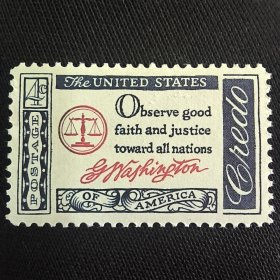 4¢
POSTAGE
The UNITED STATES
Observe good
faith and justice
toward all nations
G Washington
OF AMERICA
Credo